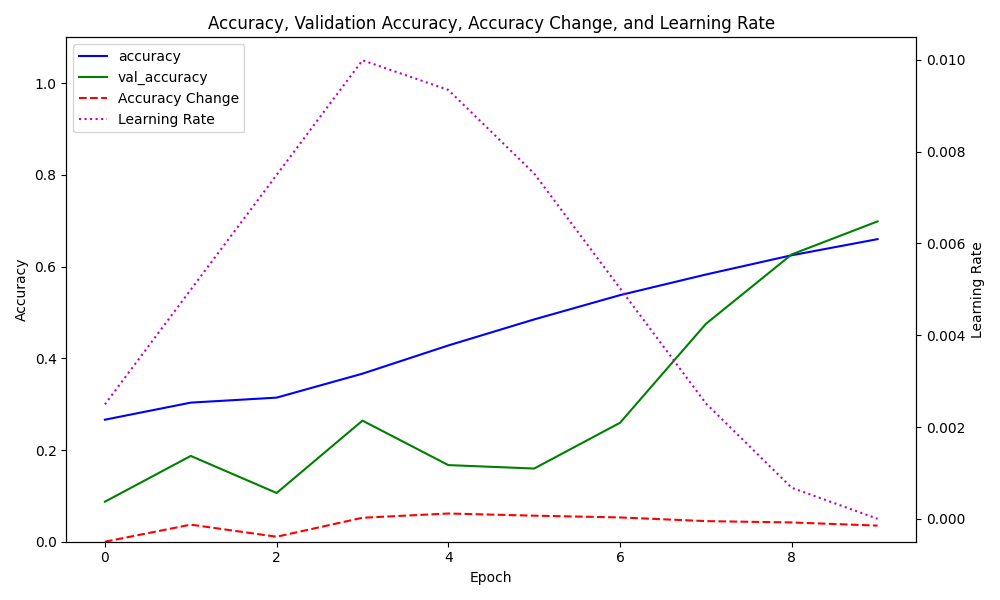 Accuracy, Validation Accuracy, Accuracy Change, and Learning Rate
accuracy
val_accuracy
Accuracy Change
Learning Rate
1.0
0.8
0.6
0.4
0.2
0.0
Accuracy
0.010
0.008
0.006
0.004
0.002
0.000
Learning Rate
0 2 4 6 8
Epoch